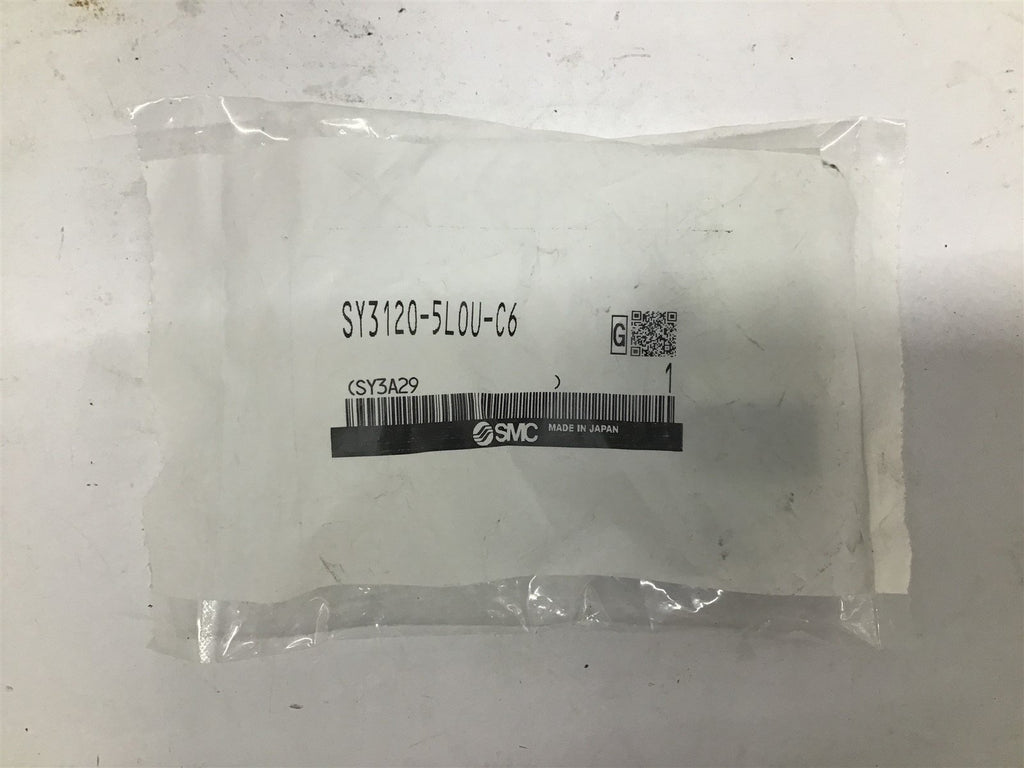 SY3120-5LOU-C6
G
(SY3A29 ) 1
SMC MADE IN JAPAN